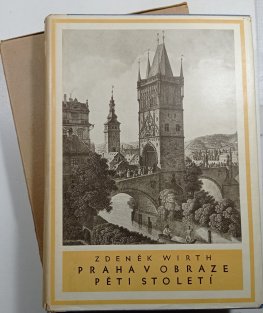 ZDENĚK WIRTH
PRAHA V OBRAZE
PĚTI STOLETÍ